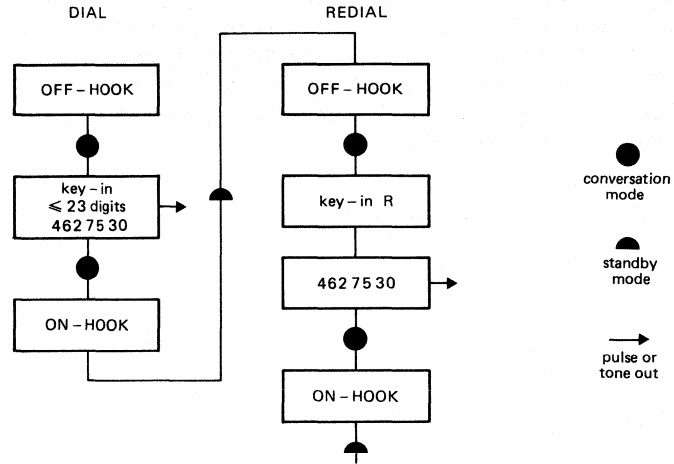 DIAL
OFF-HOOK
key-in
≤ 23 digits
462 75 30
ON-HOOK
REDIAL
OFF-HOOK
key-in R
462 75 30
ON-HOOK
conversation
mode
standby
mode
pulse or
tone out